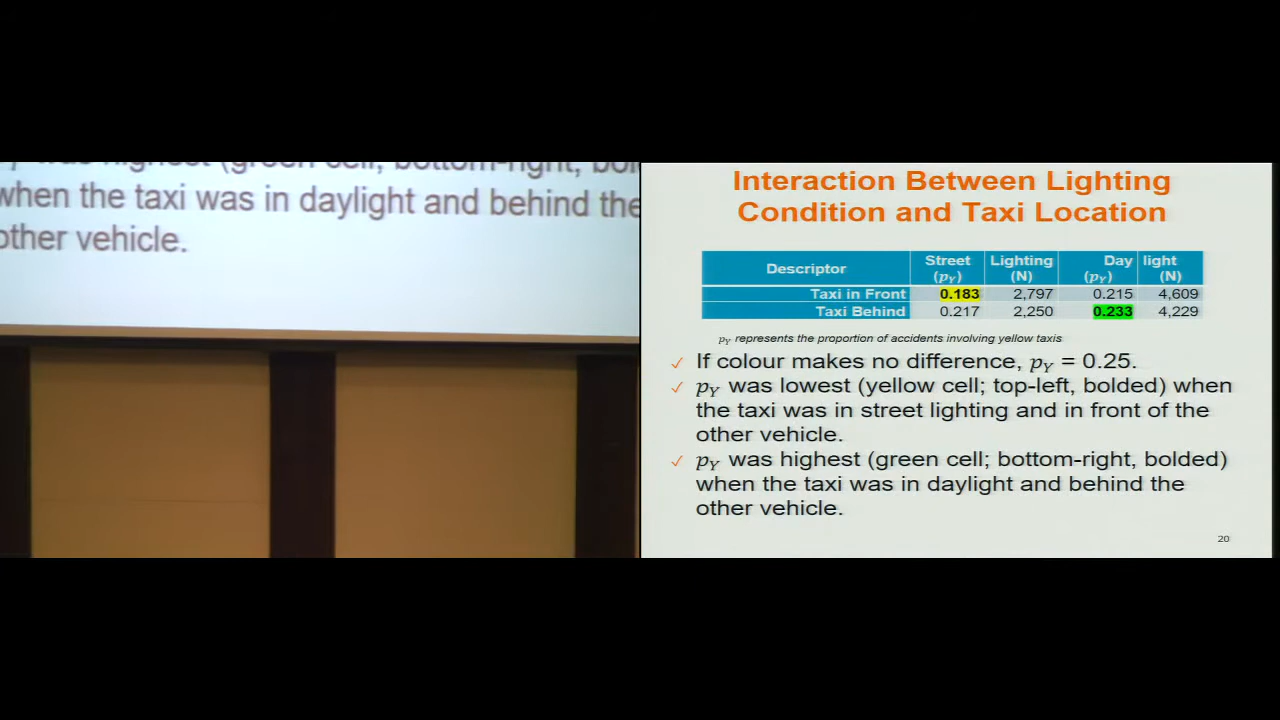 was highest (green cell; bottom-right,
when the taxi was in daylight and behind the
other vehicle.
Interaction Between Lighting
Condition and Taxi Location
Descriptor Street (pY) Lighting (N) Day (pY) light (N)
Taxi in Front 0.183 2,797 0.215 4,609
Taxi Behind 0.217 2,250 0.233 4,229
pY represents the proportion of accidents involving yellow taxis
✓ If colour makes no difference, pY = 0.25.
✓ pY was lowest (yellow cell; top-left, bolded) when
the taxi was in street lighting and in front of the
other vehicle.
✓ pY was highest (green cell; bottom-right, bolded)
when the taxi was in daylight and behind the
other vehicle.
20